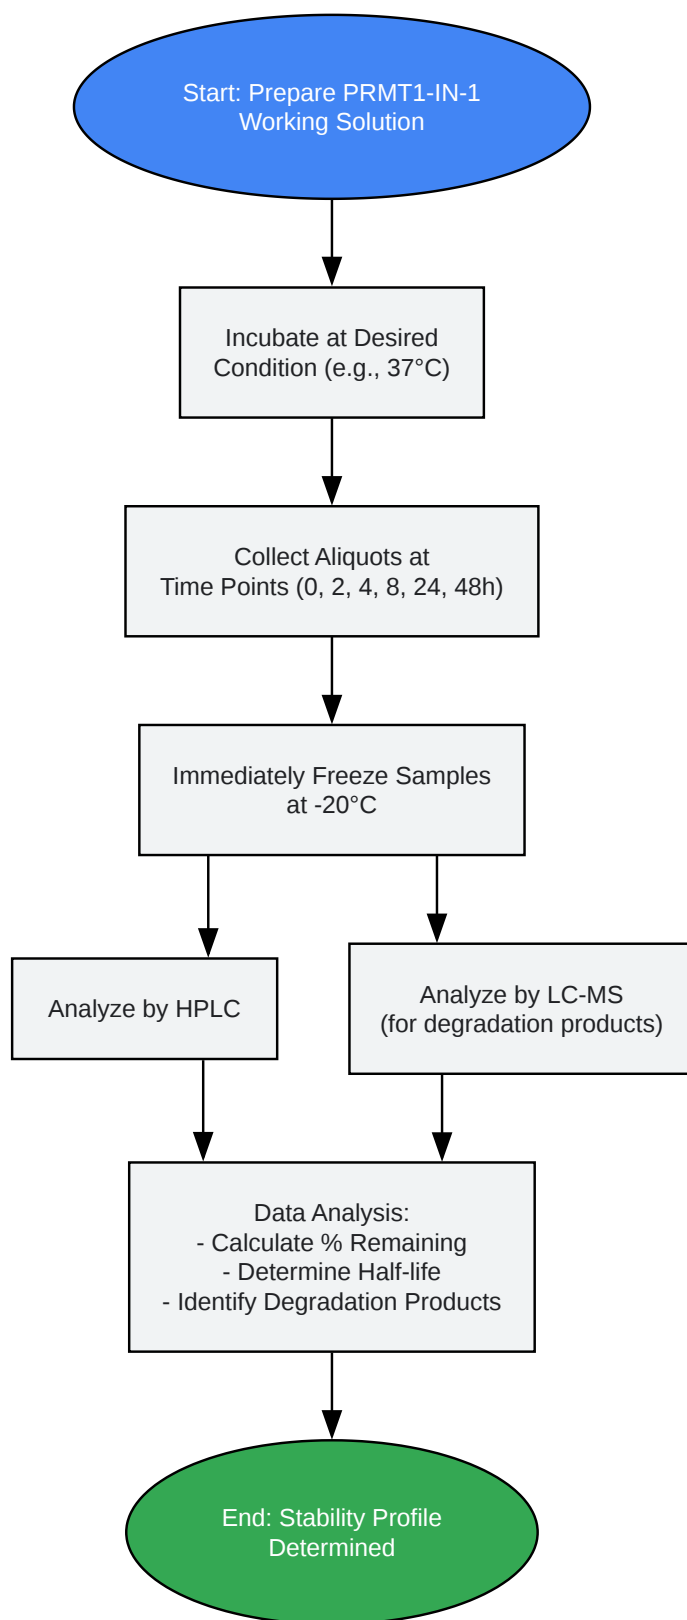 Start: Prepare PRMT1-IN-1
Working Solution
Incubate at Desired
Condition (e.g., 37°C)
Collect Aliquots at
Time Points (0, 2, 4, 8, 24, 48h)
Immediately Freeze Samples
at -20°C
Analyze by HPLC
Analyze by LC-MS
(for degradation products)
Data Analysis:
- Calculate % Remaining
- Determine Half-life
- Identify Degradation Products
End: Stability Profile
Determined